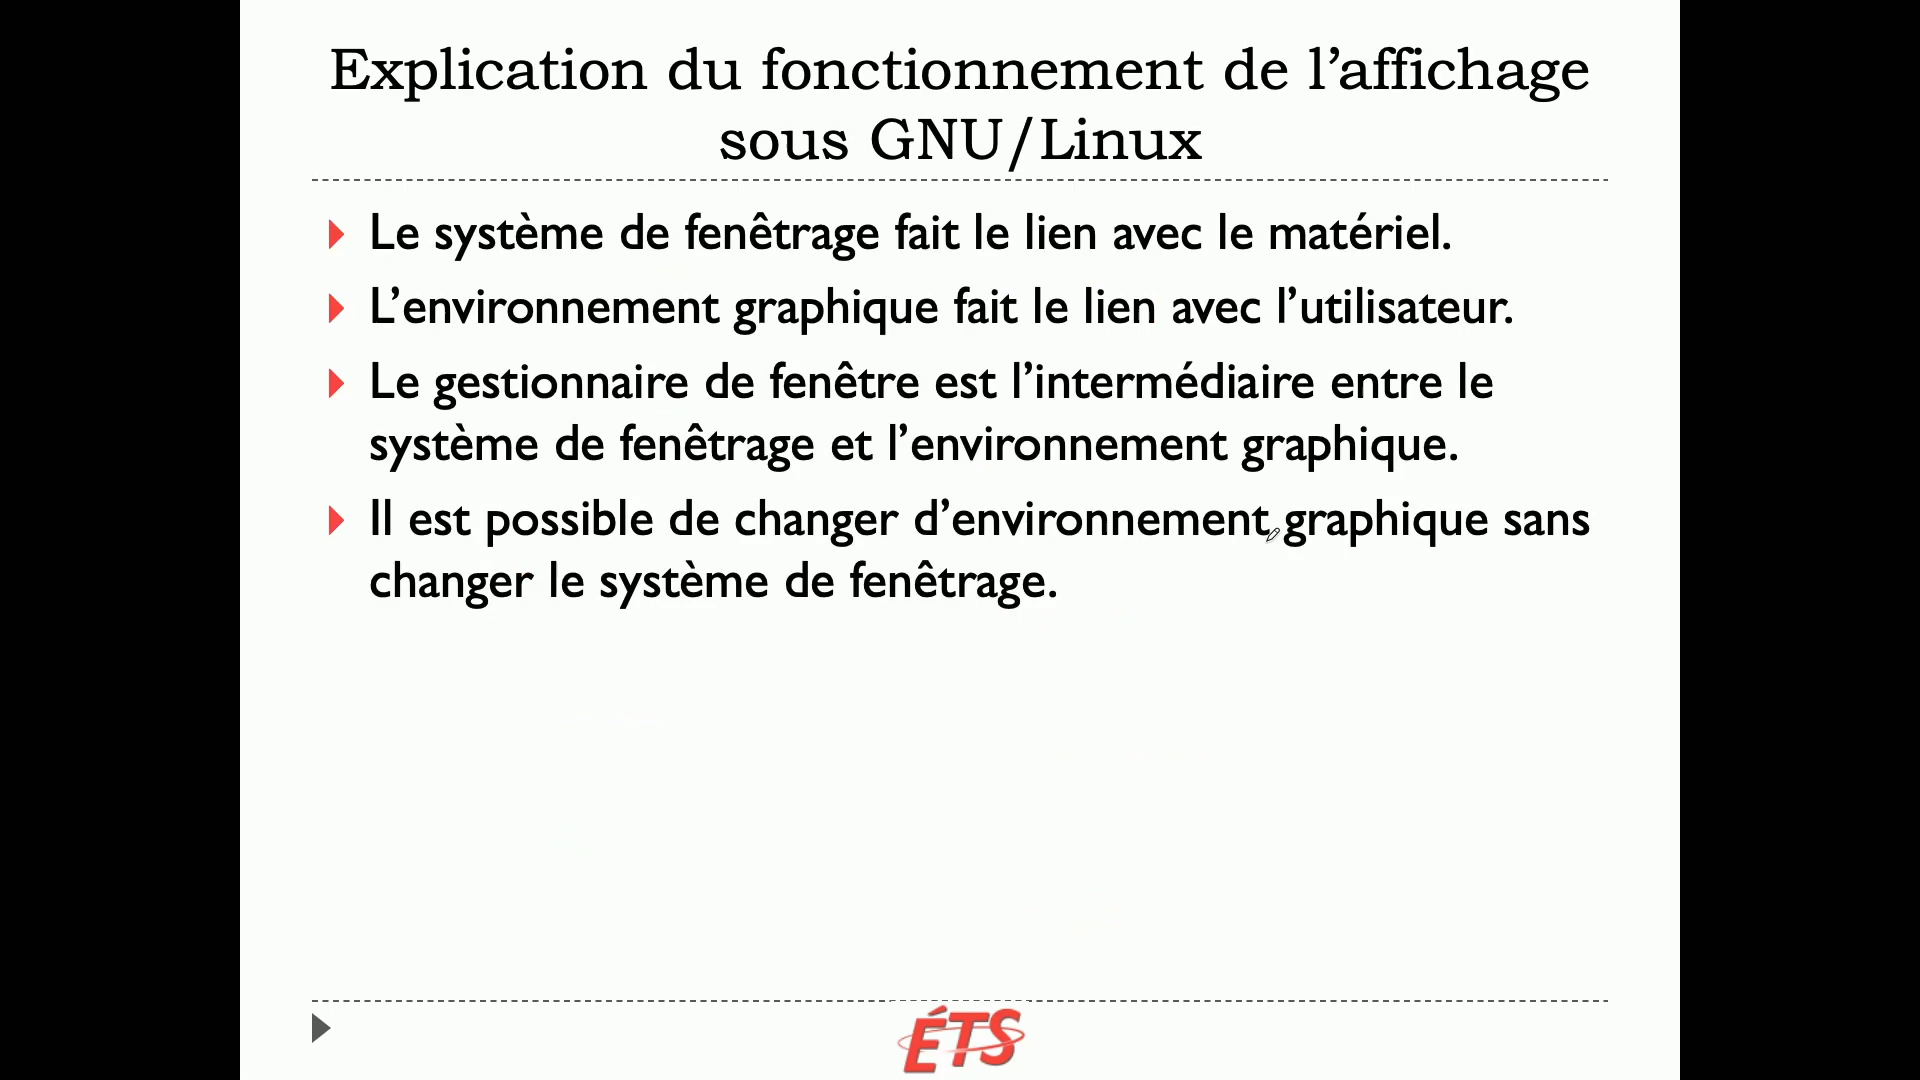 Explication du fonctionnement de l’affichage
sous GNU/Linux
Le système de fenêtrage fait le lien avec le matériel.
L’environnement graphique fait le lien avec l’utilisateur.
Le gestionnaire de fenêtre est l’intermédiaire entre le
système de fenêtrage et l’environnement graphique.
Il est possible de changer d’environnement graphique sans
changer le système de fenêtrage.
ÉTS